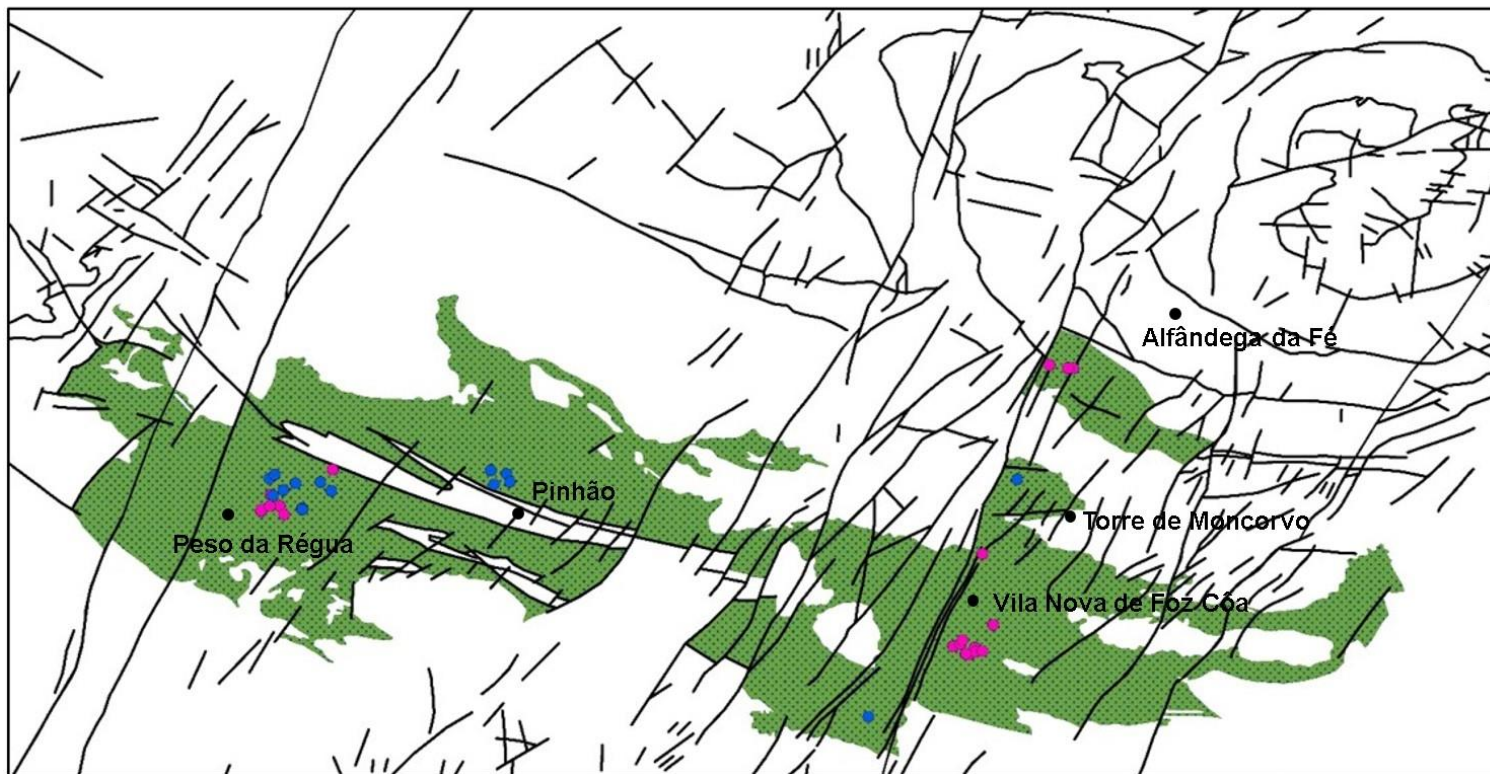 Alfândega da Fé
Pinhão
Torre de Moncorvo
Peso da Régua
Vila Nova de Foz Côa